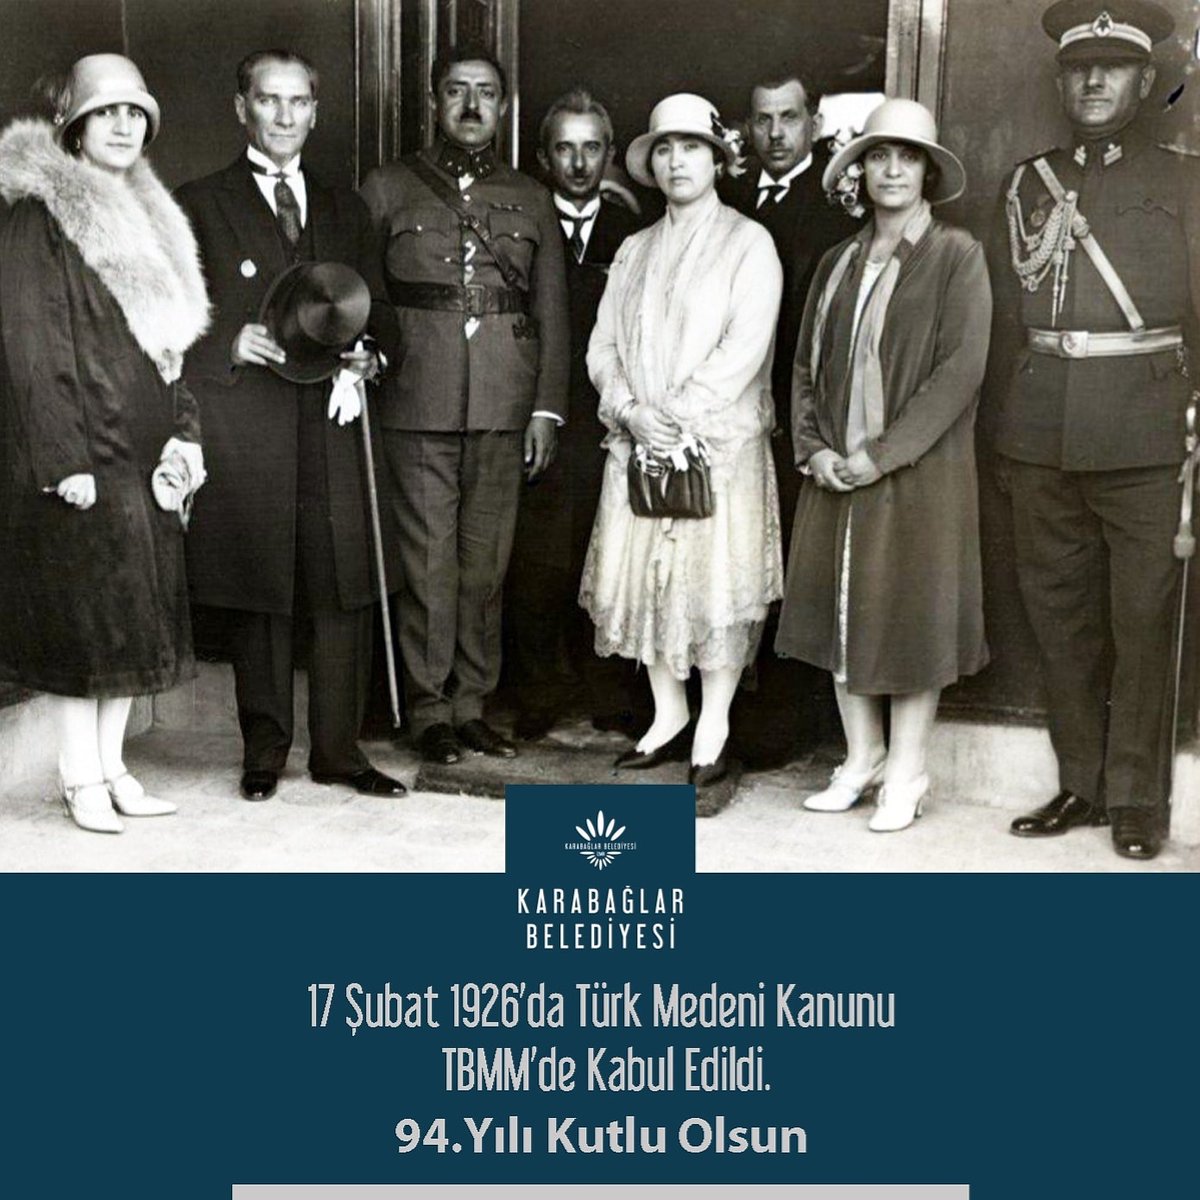 KARABAĞLAR BELEDİYESİ
İZMİR
KARABAĞLAR
BELEDİYESİ
17 Şubat 1926'da Türk Medeni Kanunu
TBMM'de Kabul Edildi.
94.Yılı Kutlu Olsun